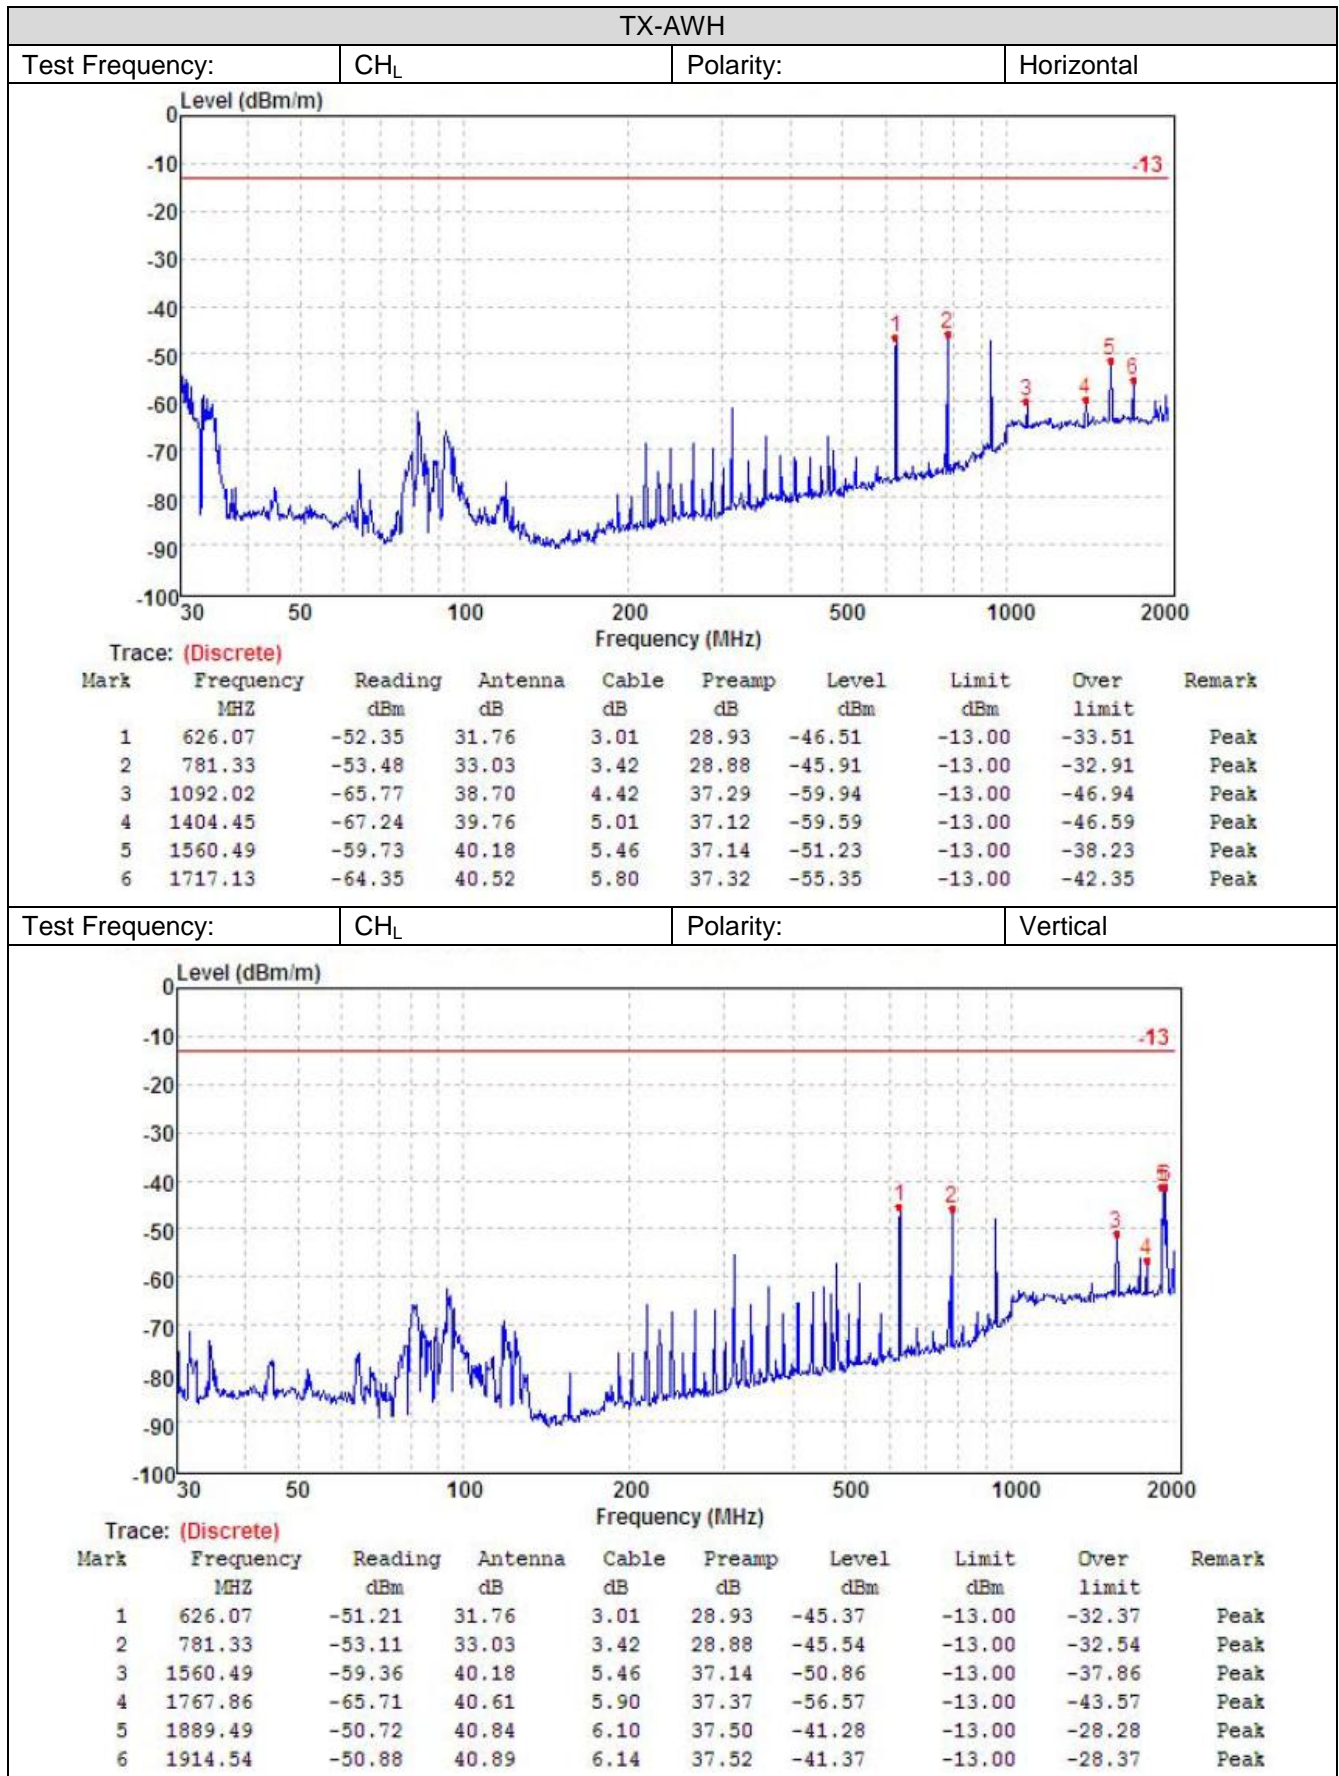 TX-AWH
Test Frequency: CHL Polarity: Horizontal
Level (dBm/m)
0
-10
-13
-20
-30
-40
1 2
-50
5
6
-60
3 4
-70
-80
-90
-100
30 50 100 200 500 1000 2000
Frequency (MHz)
Trace: (Discrete)
Mark Frequency Reading Antenna Cable Preamp Level Limit Over Remark
MHZ dBm dB dB dB dBm dBm limit
1 626.07 -52.35 31.76 3.01 28.93 -46.51 -13.00 -33.51 Peak
2 781.33 -53.48 33.03 3.42 28.88 -45.91 -13.00 -32.91 Peak
3 1092.02 -65.77 38.70 4.42 37.29 -59.94 -13.00 -46.94 Peak
4 1404.45 -67.24 39.76 5.01 37.12 -59.59 -13.00 -46.59 Peak
5 1560.49 -59.73 40.18 5.46 37.14 -51.23 -13.00 -38.23 Peak
6 1717.13 -64.35 40.52 5.80 37.32 -55.35 -13.00 -42.35 Peak
Test Frequency: CHL Polarity: Vertical
Level (dBm/m)
0
-10
-13
-20
-30
-40
1 2
-50
3
4
-60
-70
-80
-90
-100
30 50 100 200 500 1000 2000
Frequency (MHz)
Trace: (Discrete)
Mark Frequency Reading Antenna Cable Preamp Level Limit Over Remark
MHZ dBm dB dB dB dBm dBm limit
1 626.07 -51.21 31.76 3.01 28.93 -45.37 -13.00 -32.37 Peak
2 781.33 -53.11 33.03 3.42 28.88 -45.54 -13.00 -32.54 Peak
3 1560.49 -59.36 40.18 5.46 37.14 -50.86 -13.00 -37.86 Peak
4 1767.86 -65.71 40.61 5.90 37.37 -56.57 -13.00 -43.57 Peak
5 1889.49 -50.72 40.84 6.10 37.50 -41.28 -13.00 -28.28 Peak
6 1914.54 -50.88 40.89 6.14 37.52 -41.37 -13.00 -28.37 Peak